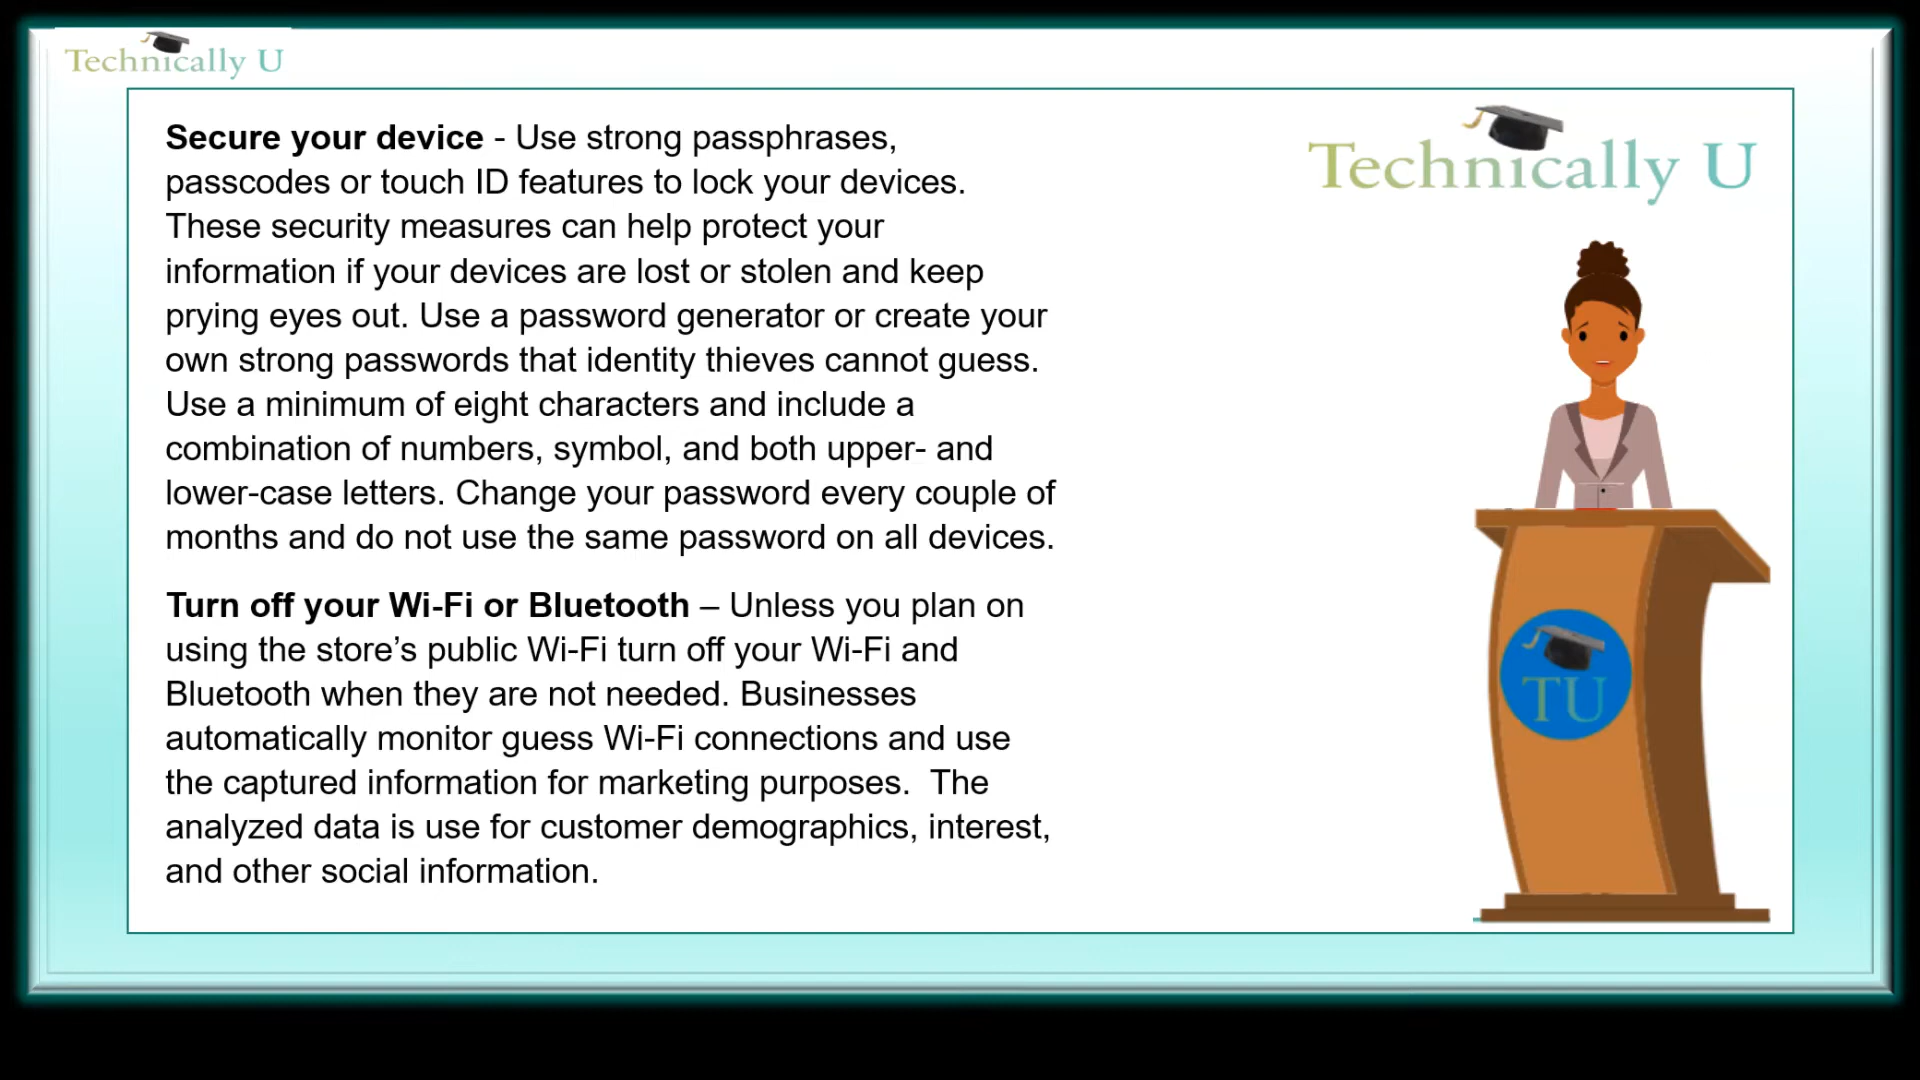 Technically U
Technically U
Secure your device - Use strong passphrases,
passcodes or touch ID features to lock your devices.
These security measures can help protect your
information if your devices are lost or stolen and keep
prying eyes out. Use a password generator or create your
own strong passwords that identity thieves cannot guess.
Use a minimum of eight characters and include a
combination of numbers, symbol, and both upper- and
lower-case letters. Change your password every couple of
months and do not use the same password on all devices.
Turn off your Wi-Fi or Bluetooth – Unless you plan on
using the store’s public Wi-Fi turn off your Wi-Fi and
Bluetooth when they are not needed. Businesses
automatically monitor guess Wi-Fi connections and use
the captured information for marketing purposes.  The
analyzed data is use for customer demographics, interest,
and other social information.
TU